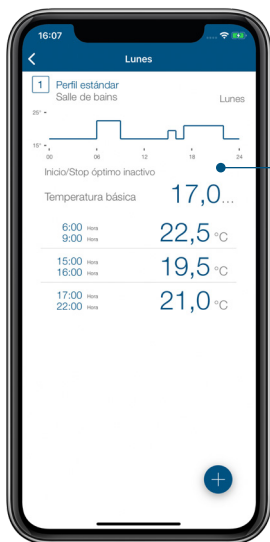 16:07
Lunes
1 Perfil estándar
Salle de bains Lunes
25°
15°
00 06 12 18 24
Inicio/Stop óptimo inactivo
Temperatura básica 17,0...
6:00 Hora
9:00 Hora 22,5 °C
15:00 Hora
16:00 Hora 19,5 °C
17:00 Hora
22:00 Hora 21,0 °C